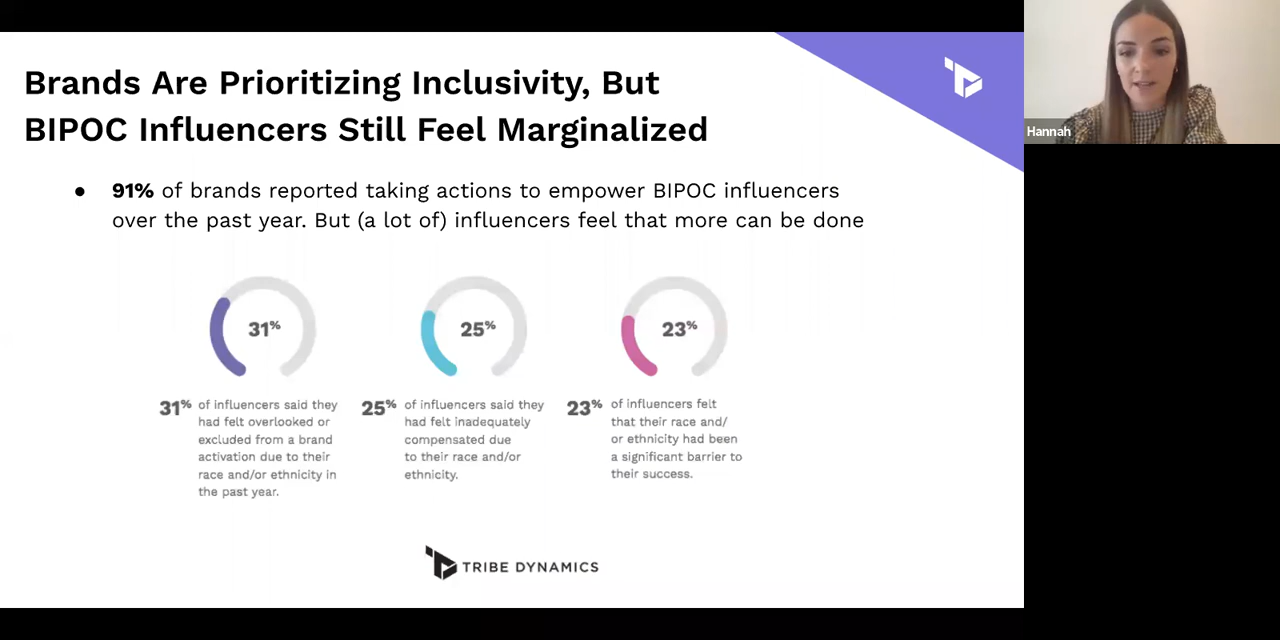 Brands Are Prioritizing Inclusivity, But
BIPOC Influencers Still Feel Marginalized
● 91% of brands reported taking actions to empower BIPOC influencers
over the past year. But (a lot of) influencers feel that more can be done
31%
25%
23%
31% of influencers said they
had felt overlooked or
excluded from a brand
activation due to their
race and/or ethnicity in
the past year.
25% of influencers said they
had felt inadequately
compensated due
to their race and/or
ethnicity.
23% of influencers felt
that their race and/
or ethnicity had been
a significant barrier to
their success.
TRIBE DYNAMICS
Hannah